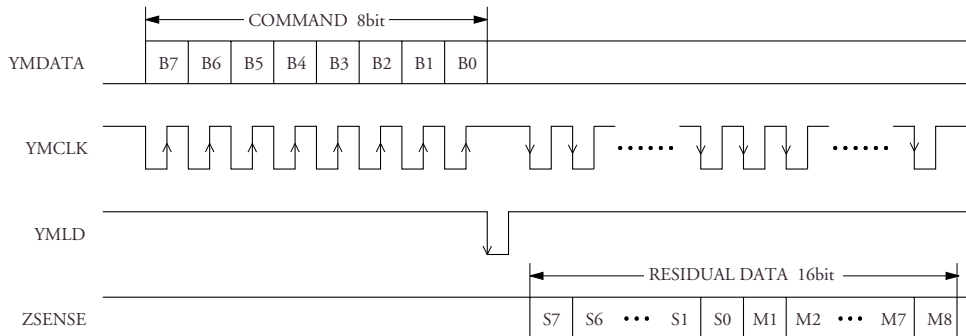 COMMAND 8bit
YMDATA B7 B6 B5 B4 B3 B2 B1 B0
YMCLK •••••• ••••••
YMLD
RESIDUAL DATA 16bit
ZSENSE S7 S6 ••• S1 S0 M1 M2 ••• M7 M8